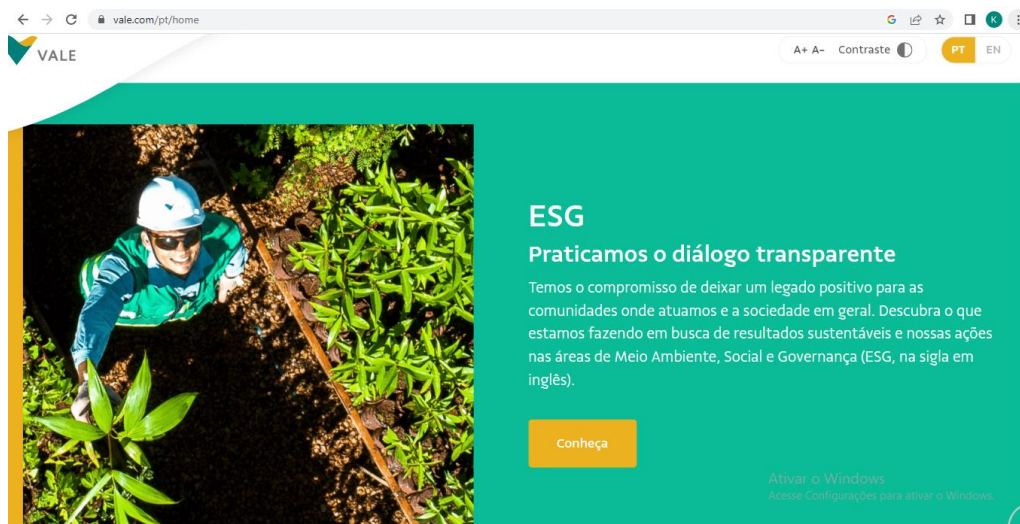 vale.com/pt/home
G
K
VALE
A+ A- Contraste
PT EN
ESG
Praticamos o diálogo transparente
Temos o compromisso de deixar um legado positivo para as
comunidades onde atuamos e a sociedade em geral. Descubra o que
estamos fazendo em busca de resultados sustentáveis e nossas ações
nas áreas de Meio Ambiente, Social e Governança (ESG, na sigla em
inglês).
Conheça
Ativar o Windows
Acesse Configurações para ativar o Windows.